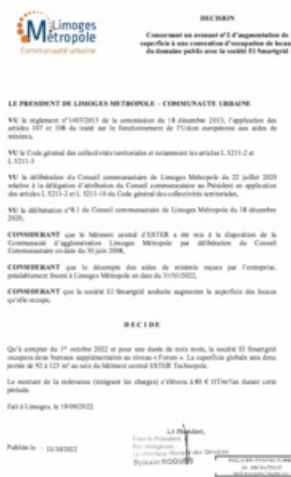 Limoges
Métropole
Communauté urbaine
DECISION
Concernant un avenant n°2 d'augmentation de
superficie à une convention d'occupation de locaux
du domaine public avec la société EI Smartgrid
LE PRESIDENT DE LIMOGES METROPOLE – COMMUNAUTE URBAINE
VU le règlement n°1407/2013 de la commission du 18 décembre 2013, l'application des
articles 107 et 108 du traité sur le fonctionnement de l'Union européenne aux aides de
minimis,
VU le Code général des collectivités territoriales et notamment les articles L 5211-2 et
L 5211-3
VU la délibération du Conseil communautaire de Limoges Métropole du 22 juillet 2020
relative à la délégation d'attribution du Conseil communautaire au Président en application
des articles L 5211-2 et L 5211-10 du Code général des collectivités territoriales,
VU la délibération n°8.1 du Conseil communautaire de Limoges Métropole du 18 décembre
2020,
CONSIDERANT que le bâtiment central d'ESTER a été mis à la disposition de la
Communauté d'agglomération Limoges Métropole par délibération du Conseil
Communautaire en date du 30 juin 2008,
CONSIDERANT que le décompte des aides de minimis reçues par l'entreprise,
préalablement fourni à Limoges Métropole en date du 31/01/2022,
CONSIDERANT que la société EI Smartgrid souhaite augmenter la superficie des locaux
qu'elle occupe,
DECIDE
Qu'à compter du 1er octobre 2022 et pour une durée de trois mois, la société EI Smartgrid
occupera deux bureaux supplémentaires au niveau « Forum ». La superficie globale sera donc
portée de 92 à 123 m² au sein du bâtiment central ESTER Technopole.
Le montant de la redevance (intégrant les charges) s'élèvera à 80 € HT/m²/an durant cette
période.
Fait à Limoges, le 19/09/2022
Le Président,
Pour le Président
Par délégation,
Générale des Services
Sylvain ROQUES
Publiée le : 11/10/2022